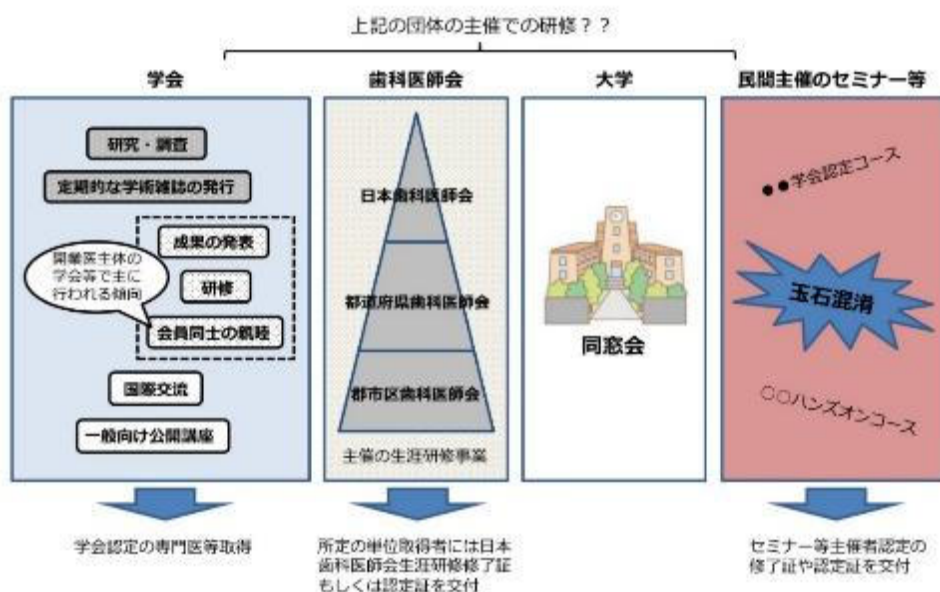 上記の団体の主催での研修？？
学会
歯科医師会
大学
民間主催のセミナー等
研究・調査
定期的な学術雑誌の発行
成果の発表
研修
会員同士の親睦
開業医主体の
学会等で主に
行われる傾向
国際交流
一般向け公開講座
日本歯科医師会
都道府県歯科医師会
郡市区歯科医師会
主催の生涯研修事業
同窓会
●●学会認定コース
玉石混淆
○○ハンズオンコース
学会認定の専門医等取得
所定の単位取得者には日本
歯科医師会生涯研修修了証
もしくは認定証を交付
セミナー等主催者認定の
修了証や認定証を交付